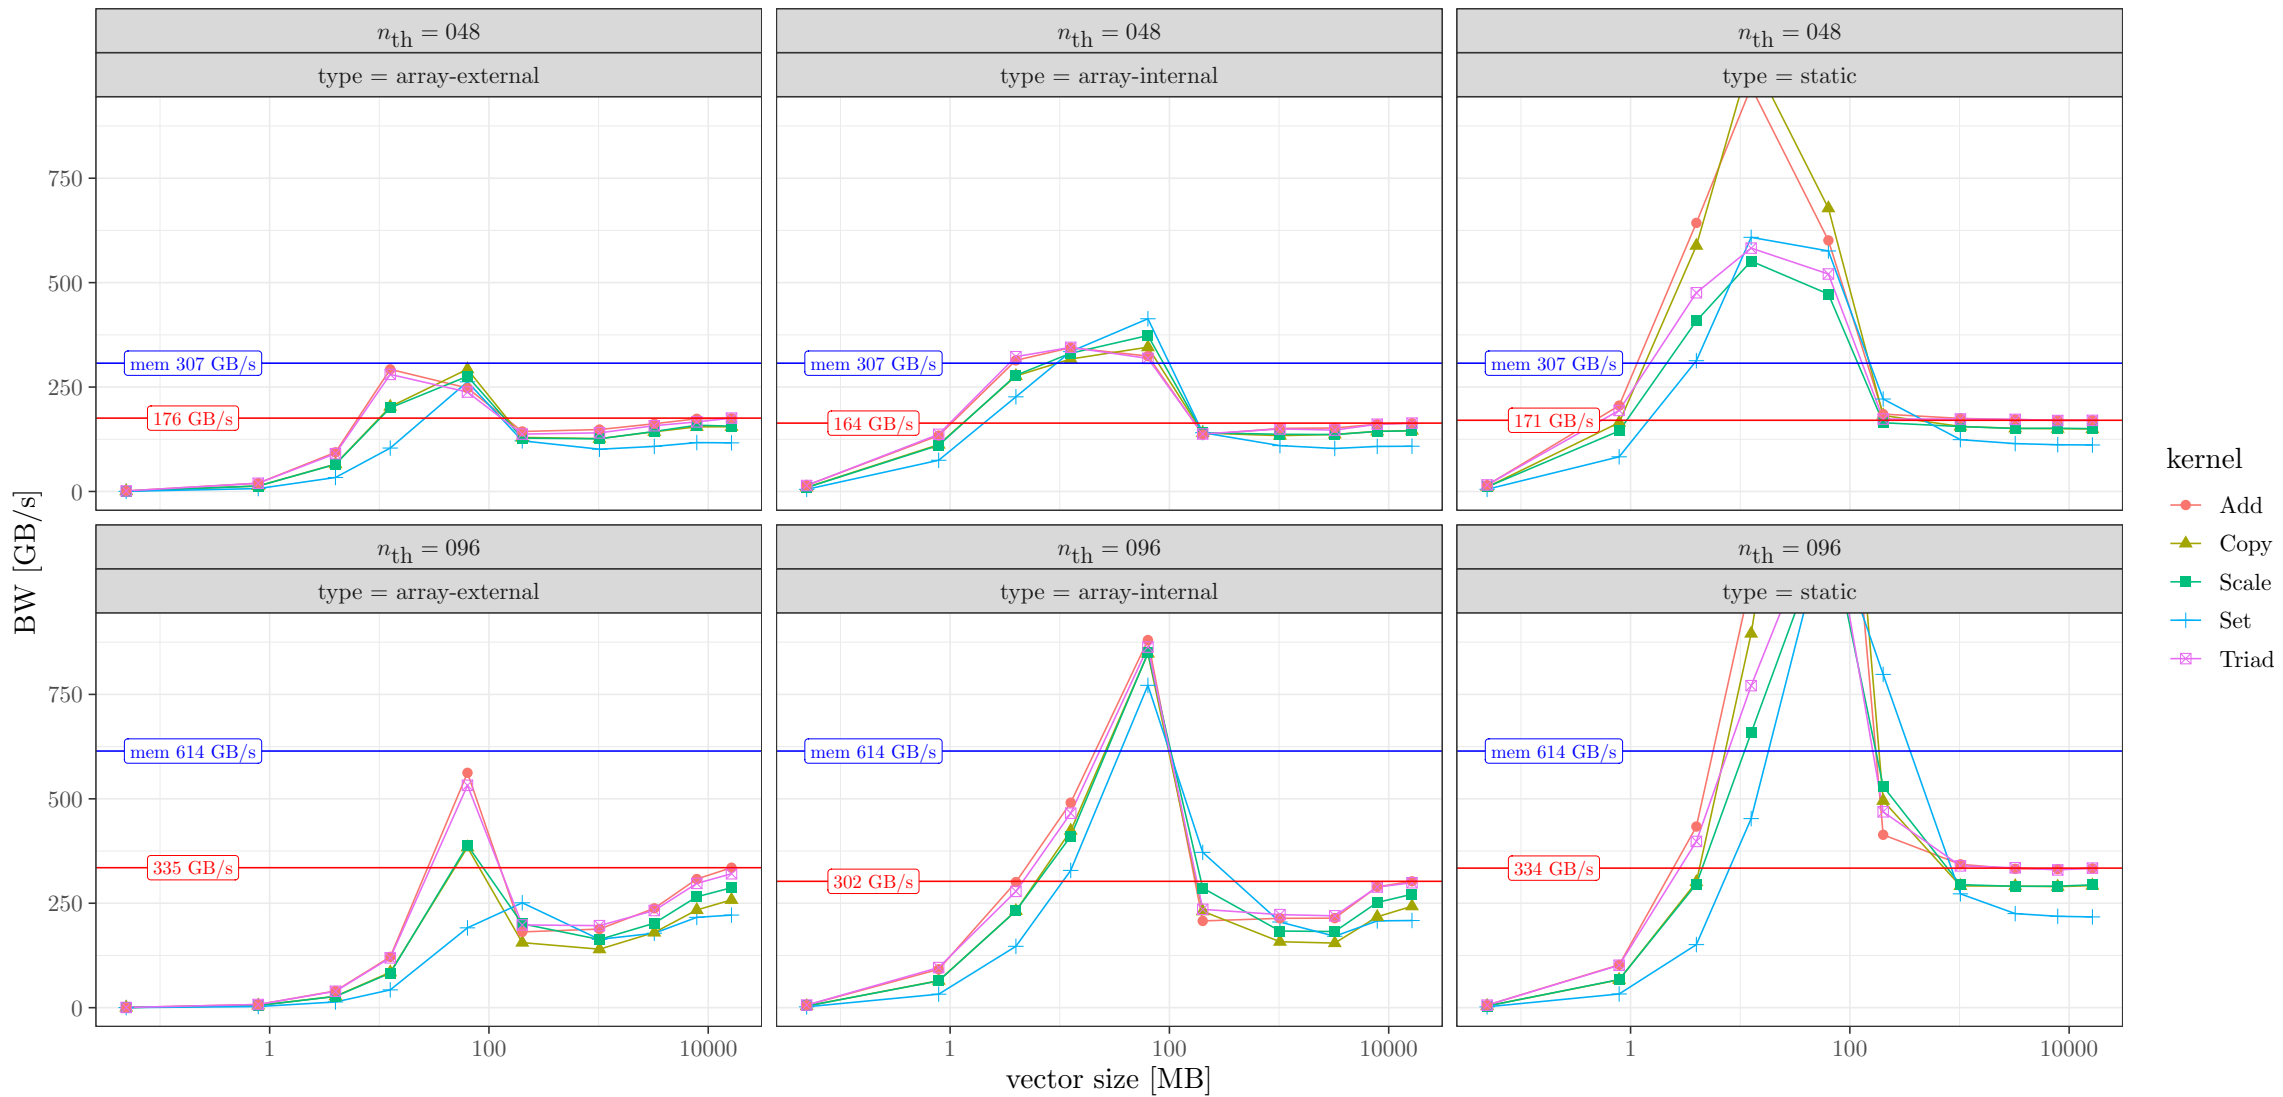 n_th = 048
type = array-external
n_th = 048
type = array-internal
n_th = 048
type = static
750
500
250
0
mem 307 GB/s
176 GB/s
mem 307 GB/s
164 GB/s
mem 307 GB/s
171 GB/s
n_th = 096
type = array-external
n_th = 096
type = array-internal
n_th = 096
type = static
750
500
250
0
mem 614 GB/s
335 GB/s
mem 614 GB/s
302 GB/s
mem 614 GB/s
334 GB/s
1 100 10000
1 100 10000
1 100 10000
vector size [MB]
BW [GB/s]
kernel
Add
Copy
Scale
Set
Triad